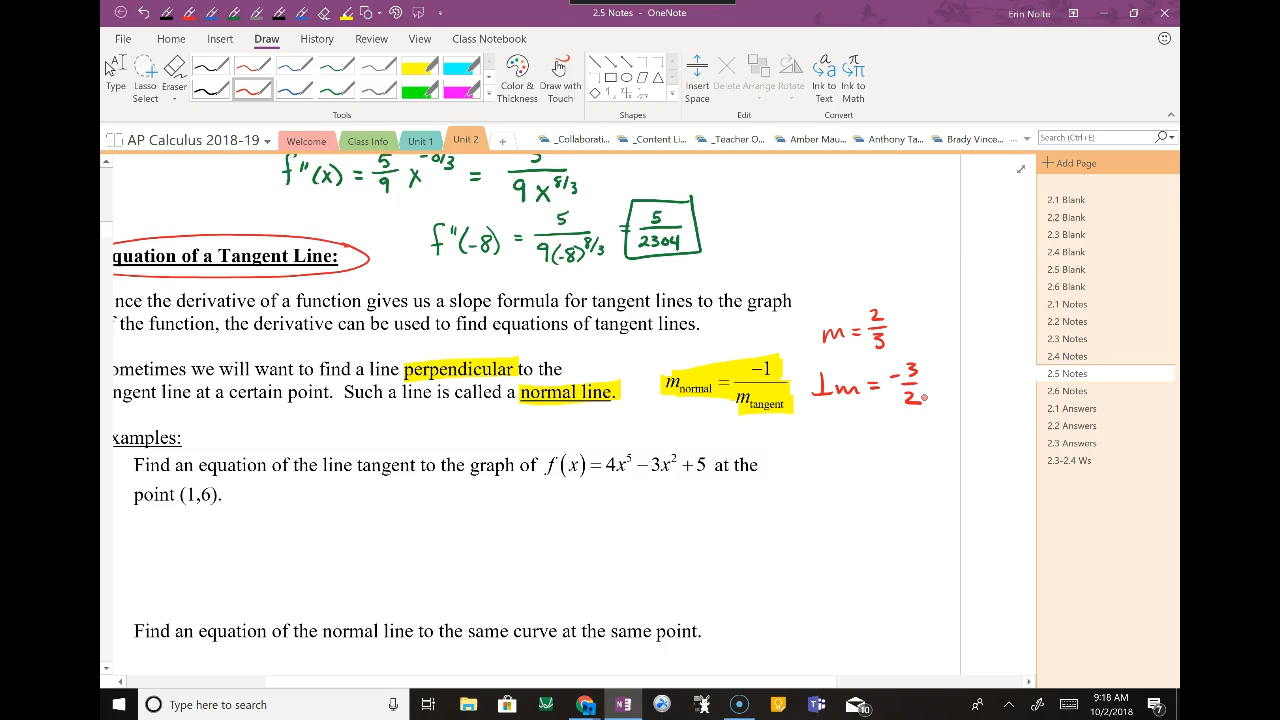 2.5 Notes - OneNote
Erin Nolte
File Home Insert Draw History Review View Class Notebook
Type
Lasso Select
Eraser
Color & Thickness
Draw with Touch
Insert Space
Delete
Arrange
Rotate
Ink to Text
Ink to Math
Tools
Shapes
Edit
Convert
AP Calculus 2018-19
Welcome
Class Info
Unit 1
Unit 2
_Collaborati...
_Content Li...
_Teacher O...
Amber Mau...
Anthony Ta...
Brady Vince...
Search (Ctrl+E)
Add Page
2.1 Blank
2.2 Blank
2.3 Blank
2.4 Blank
2.5 Blank
2.6 Blank
2.1 Notes
2.2 Notes
2.3 Notes
2.4 Notes
2.5 Notes
2.6 Notes
2.1 Answers
2.2 Answers
2.3 Answers
2.3-2.4 Ws
f''(x) = 5/9 x^(-8/3) = 5/(9x^(8/3))
f''(-8) = 5/(9(-8)^(8/3)) = 5/2304
quation of a Tangent Line:
nce the derivative of a function gives us a slope formula for tangent lines to the graph
f the function, the derivative can be used to find equations of tangent lines.
m = 2/3
ometimes we will want to find a line perpendicular to the
ngent line at a certain point. Such a line is called a normal line.
m_normal = -1/m_tangent
⊥m = -3/2
xamples:
Find an equation of the line tangent to the graph of f(x) = 4x⁵ − 3x² + 5 at the
point (1,6).
Find an equation of the normal line to the same curve at the same point.
Type here to search
10
9:18 AM
10/2/2018
7